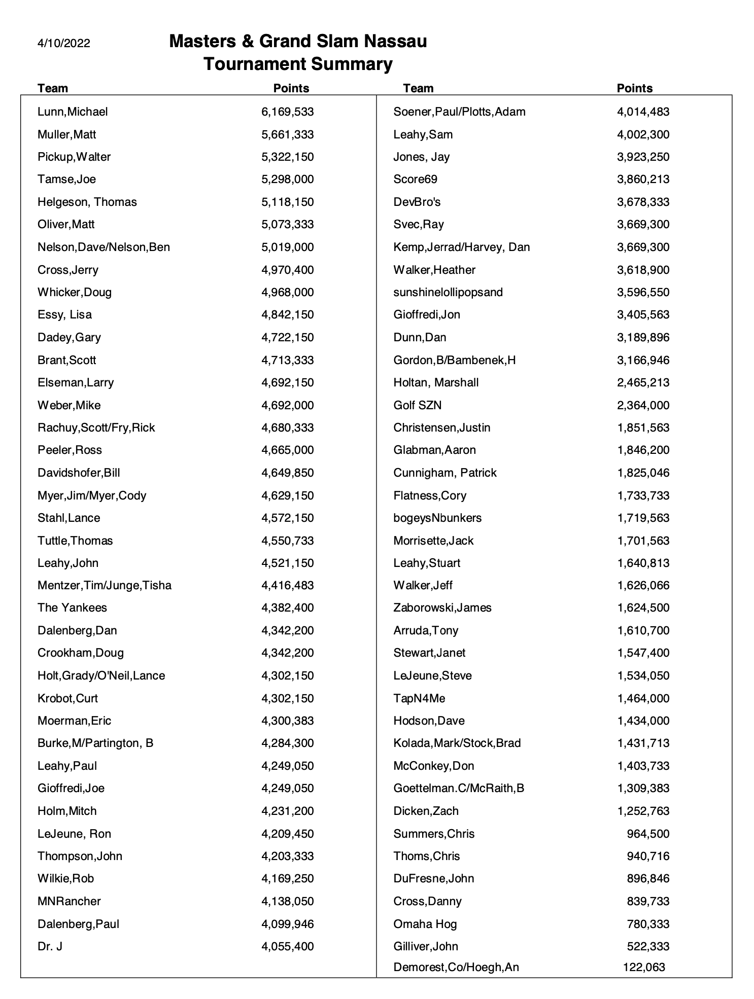 4/10/2022
Masters & Grand Slam Nassau
Tournament Summary
Team Points
Lunn,Michael 6,169,533
Muller,Matt 5,661,333
Pickup,Walter 5,322,150
Tamse,Joe 5,298,000
Helgeson, Thomas 5,118,150
Oliver,Matt 5,073,333
Nelson,Dave/Nelson,Ben 5,019,000
Cross,Jerry 4,970,400
Whicker,Doug 4,968,000
Essy, Lisa 4,842,150
Dadey,Gary 4,722,150
Brant,Scott 4,713,333
Elseman,Larry 4,692,150
Weber,Mike 4,692,000
Rachuy,Scott/Fry,Rick 4,680,333
Peeler,Ross 4,665,000
Davidshofer,Bill 4,649,850
Myer,Jim/Myer,Cody 4,629,150
Stahl,Lance 4,572,150
Tuttle,Thomas 4,550,733
Leahy,John 4,521,150
Mentzer,Tim/Junge,Tisha 4,416,483
The Yankees 4,382,400
Dalenberg,Dan 4,342,200
Crookham,Doug 4,342,200
Holt,Grady/O'Neil,Lance 4,302,150
Krobot,Curt 4,302,150
Moerman,Eric 4,300,383
Burke,M/Partington, B 4,284,300
Leahy,Paul 4,249,050
Gioffredi,Joe 4,249,050
Holm,Mitch 4,231,200
LeJeune, Ron 4,209,450
Thompson,John 4,203,333
Wilkie,Rob 4,169,250
MNRancher 4,138,050
Dalenberg,Paul 4,099,946
Dr. J 4,055,400
Team Points
Soener,Paul/Plotts,Adam 4,014,483
Leahy,Sam 4,002,300
Jones, Jay 3,923,250
Score69 3,860,213
DevBro's 3,678,333
Svec,Ray 3,669,300
Kemp,Jerrad/Harvey, Dan 3,669,300
Walker,Heather 3,618,900
sunshinelollipopsand 3,596,550
Gioffredi,Jon 3,405,563
Dunn,Dan 3,189,896
Gordon,B/Bambenek,H 3,166,946
Holtan, Marshall 2,465,213
Golf SZN 2,364,000
Christensen,Justin 1,851,563
Glabman,Aaron 1,846,200
Cunnigham, Patrick 1,825,046
Flatness,Cory 1,733,733
bogeysNbunkers 1,719,563
Morrisette,Jack 1,701,563
Leahy,Stuart 1,640,813
Walker,Jeff 1,626,066
Zaborowski,James 1,624,500
Arruda,Tony 1,610,700
Stewart,Janet 1,547,400
LeJeune,Steve 1,534,050
TapN4Me 1,464,000
Hodson,Dave 1,434,000
Kolada,Mark/Stock,Brad 1,431,713
McConkey,Don 1,403,733
Goettelman.C/McRaith,B 1,309,383
Dicken,Zach 1,252,763
Summers,Chris 964,500
Thoms,Chris 940,716
DuFresne,John 896,846
Cross,Danny 839,733
Omaha Hog 780,333
Gilliver,John 522,333
Demorest,Co/Hoegh,An 122,063